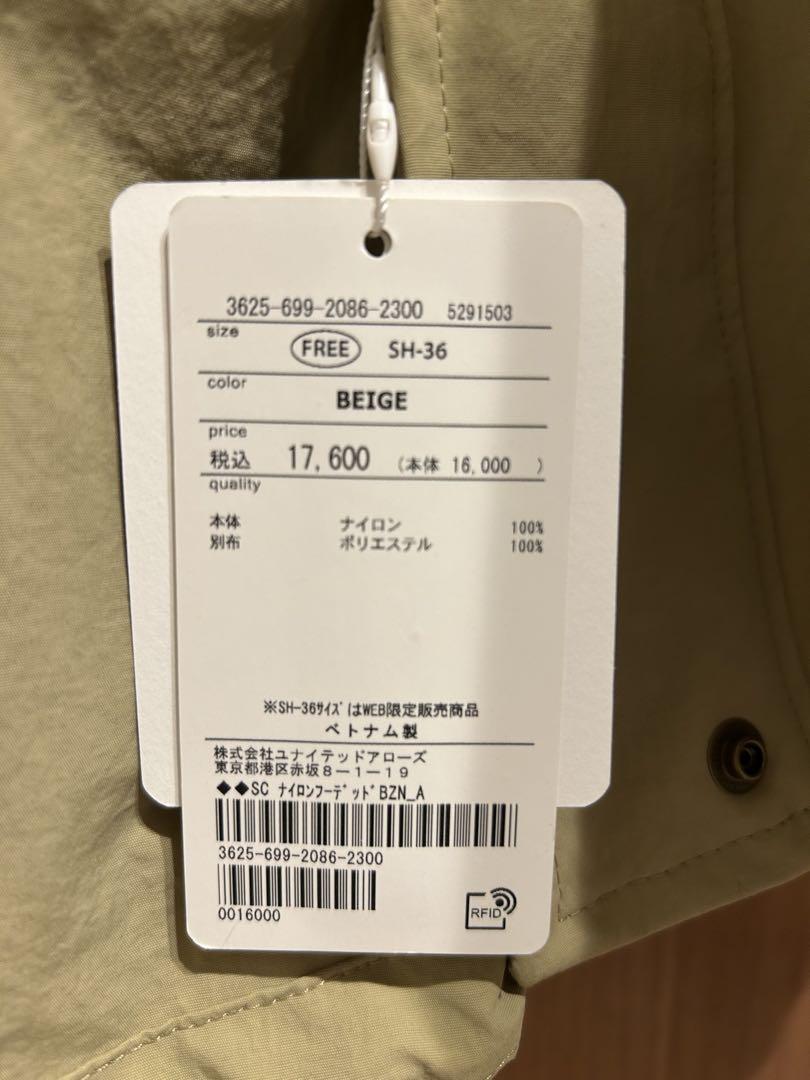 3625-699-2086-2300 5291503
size
FREE SH-36
color
BEIGE
price
税込 17,600 (本体 16,000 )
quality
本体 ナイロン 100%
別布 ポリエステル 100%
※SH-36ｻｲｽﾞはWEB限定販売商品
ベトナム製
株式会社ユナイテッドアローズ
東京都港区赤坂８－１－１９
◆◆SC ﾅｲﾛﾝﾌｰﾃﾞｯﾄﾞBZN_A
3625-699-2086-2300
0016000
RFID